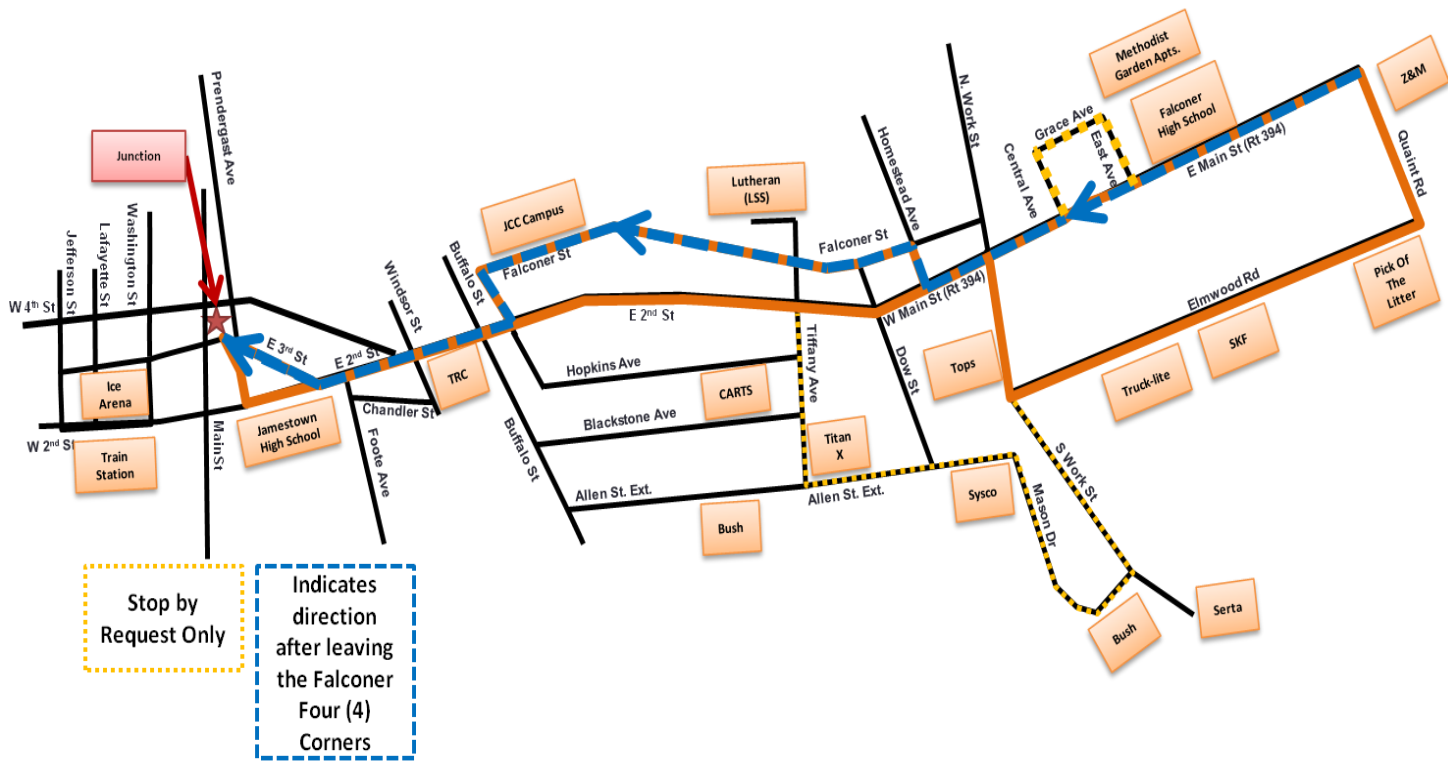 Prendergast Ave
Junction
Washington St
Lafayette St
Jefferson St
W 4th St
W 2nd St
Ice
Arena
Train
Station
MainSt
E 3rd St
E 2nd St
Jamestown
High School
Foote Ave
Chandler St
Windsor St
TRC
Buffalo St
JCC Campus
Falconer St
Buffalo St
E 2nd St
Hopkins Ave
Blackstone Ave
Allen St. Ext.
CARTS
Bush
Lutheran
(LSS)
Tiffany Ave
Titan
X
Allen St. Ext.
Falconer St
Homestead Ave
N. Work St
W Main St (Rt 394)
Dow St
Tops
Sysco
Mason Dr
S Work St
Bush
Serta
Central Ave
Grace Ave
East Ave
Methodist
Garden Apts.
Falconer
High School
E Main St (Rt 394)
Z&M
Quaint Rd
Elmwood Rd
Pick Of
The
Litter
SKF
Truck-lite
Stop by
Request Only
Indicates
direction
after leaving
the Falconer
Four (4)
Corners